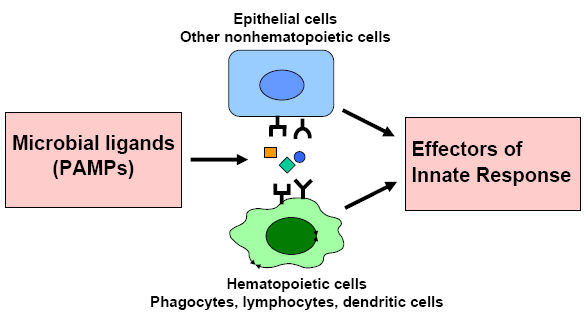 Epithelial cells
Other nonhematopoietic cells
Microbial ligands
(PAMPs)
Effectors of
Innate Response
Hematopoietic cells
Phagocytes, lymphocytes, dendritic cells